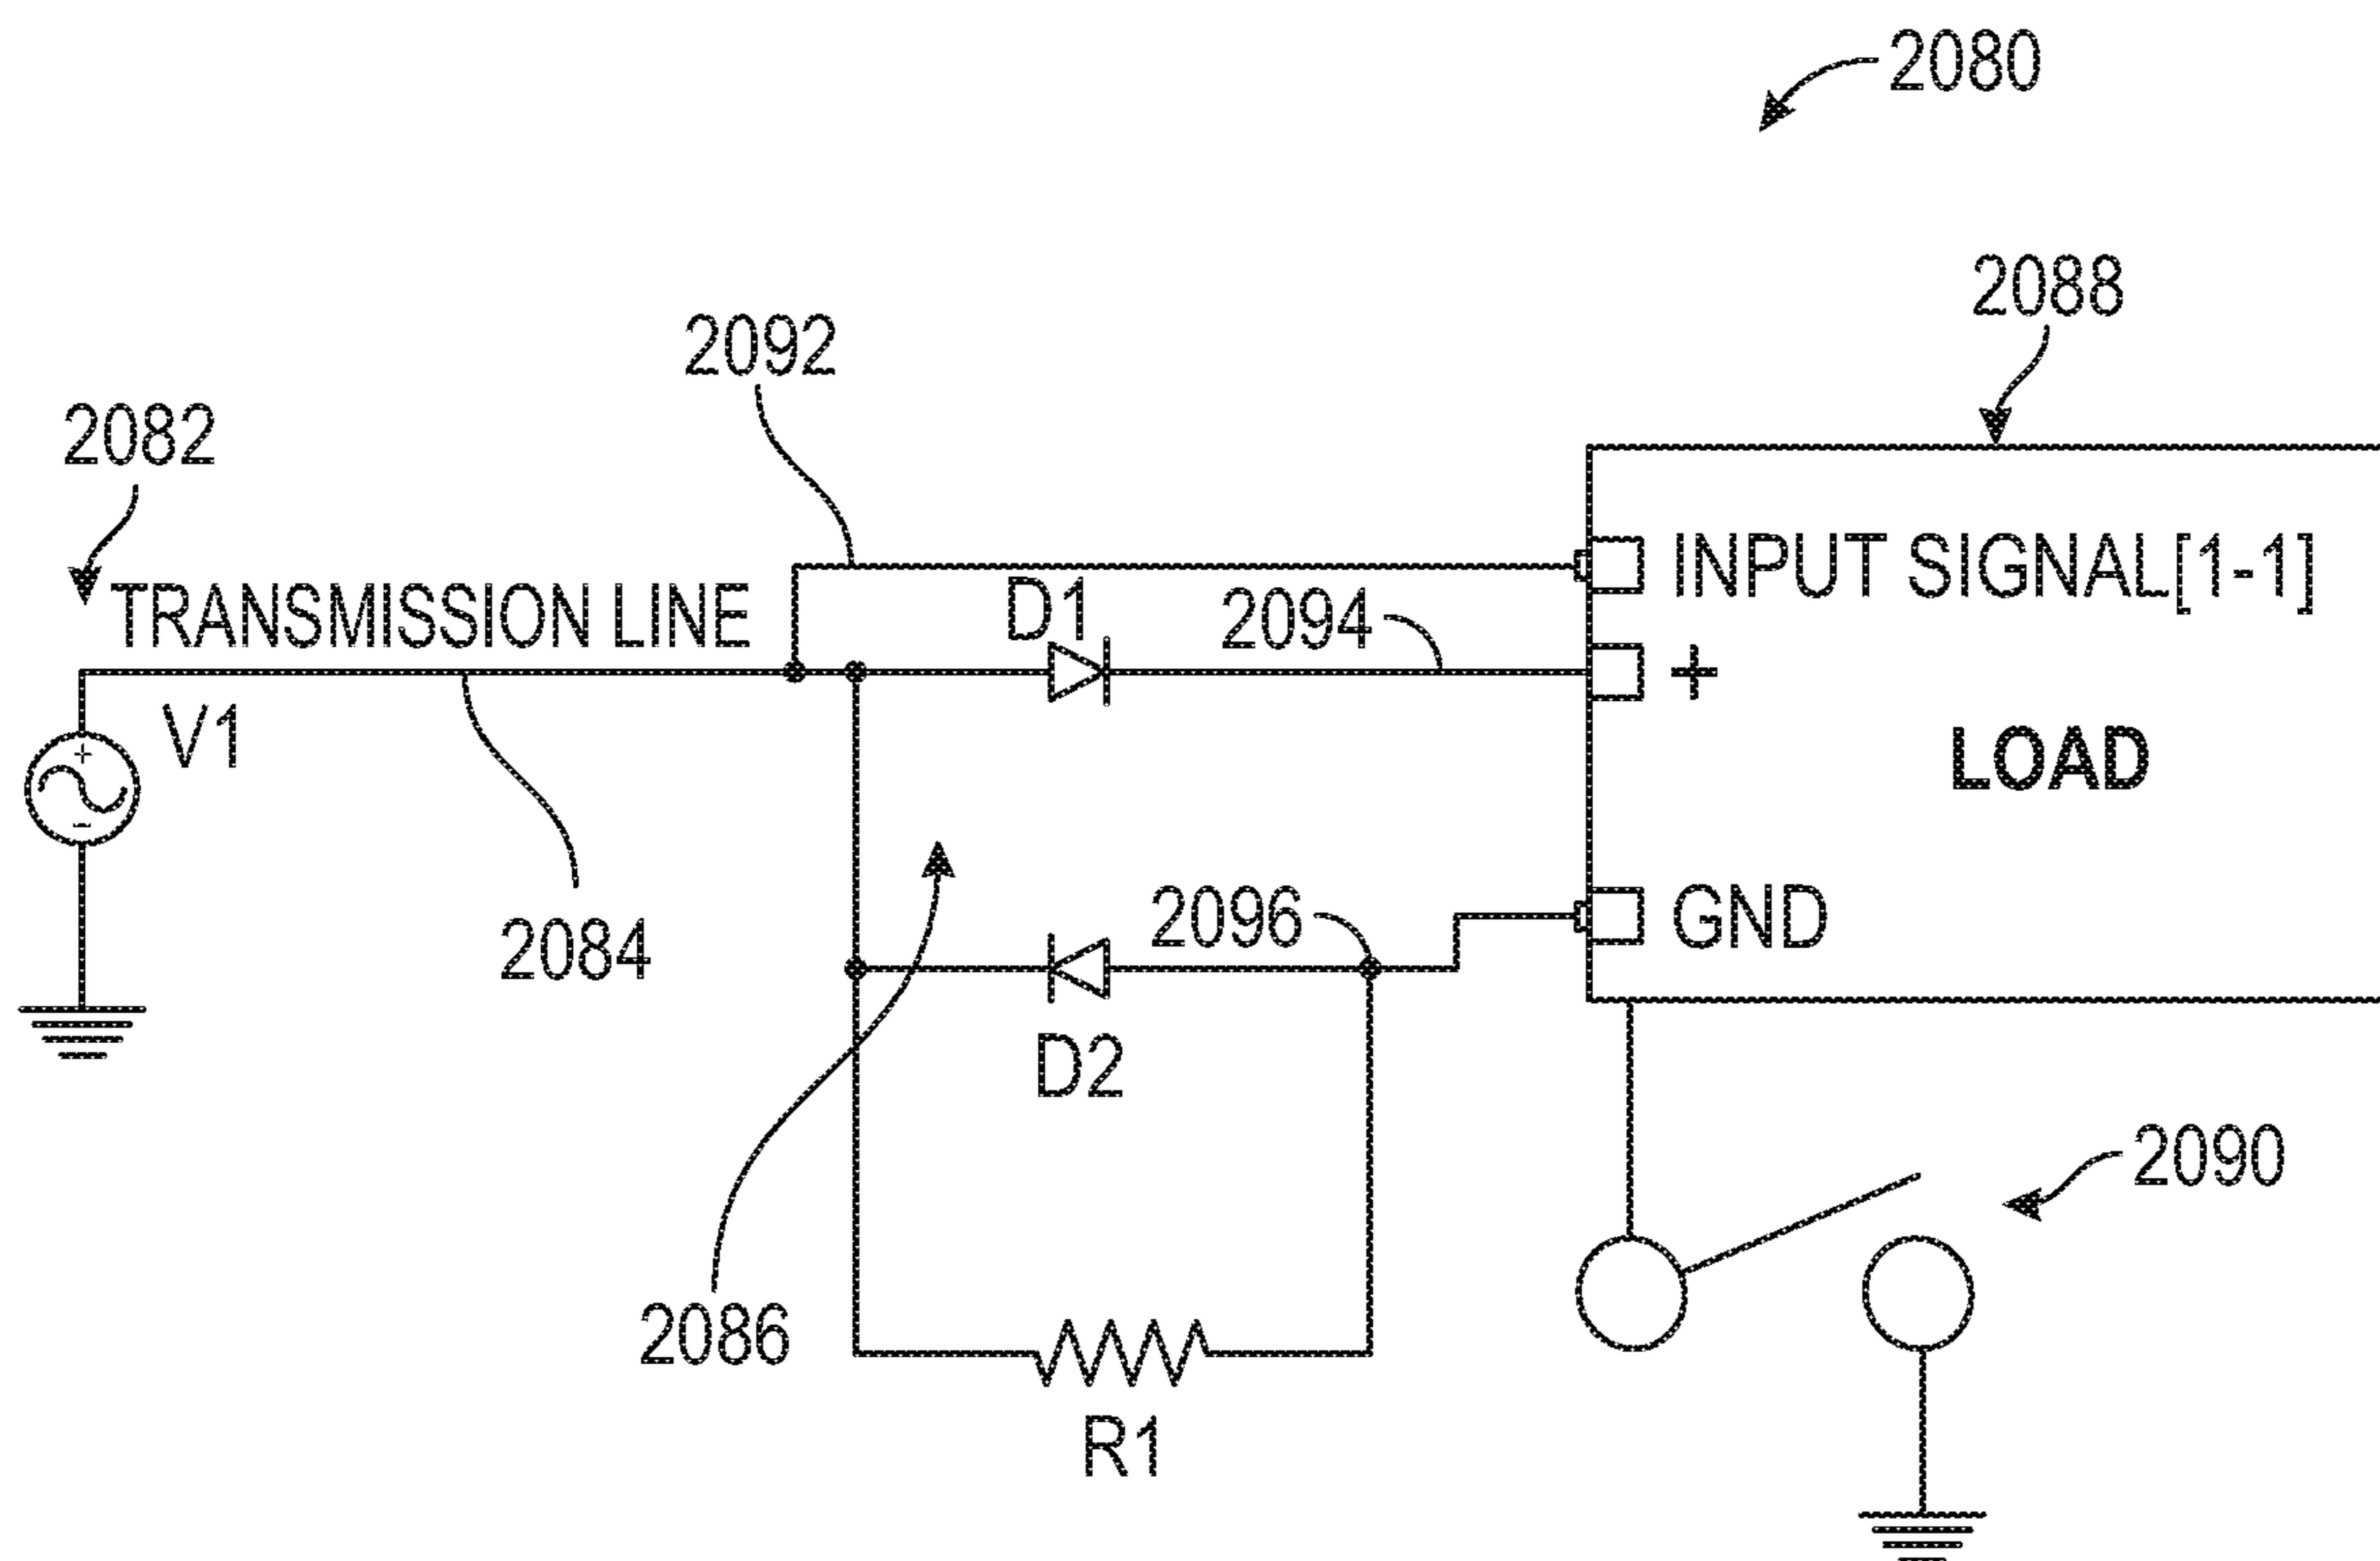 2080
2088
2092
2082
INPUT SIGNAL[1-1]
TRANSMISSION LINE
D1
2094
+
V1
+
-
LOAD
2084
2096
GND
D2
2090
2086
R1